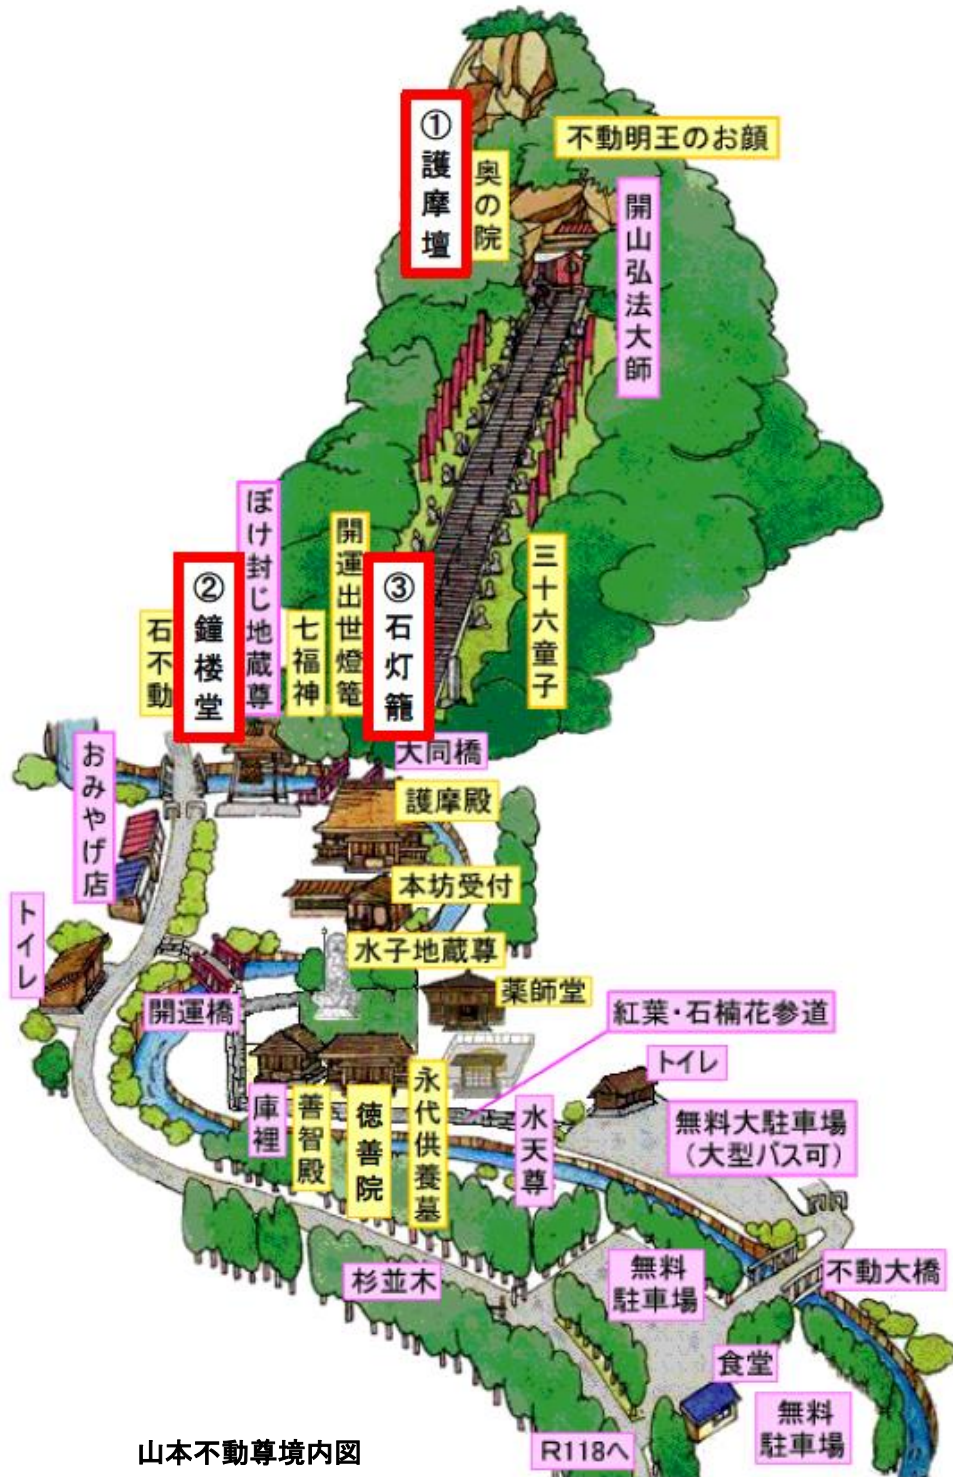 ①護摩壇
奥の院
不動明王のお顔
開山弘法大師
ぼけ封じ地蔵尊
開運出世燈篭
三十六童子
石不動
②鐘楼堂
七福神
③石灯籠
大同橋
おみやげ店
護摩殿
本坊受付
トイレ
水子地蔵尊
薬師堂
開運橋
紅葉・石楠花参道
トイレ
庫裡
善智殿
徳善院
永代供養墓
水天尊
無料大駐車場
（大型バス可）
杉並木
無料
駐車場
不動大橋
食堂
無料
駐車場
R118へ
山本不動尊境内図